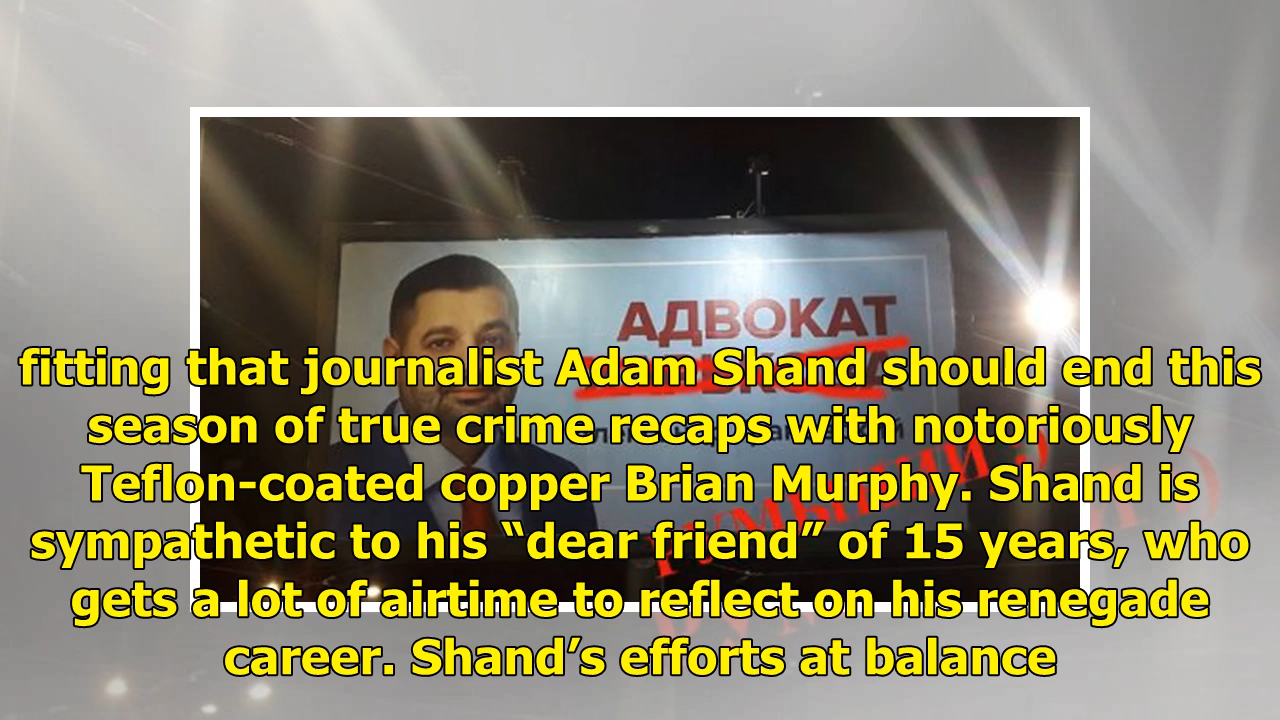 АДВОКАТ
fitting that journalist Adam Shand should end this
season of true crime recaps with notoriously
Teflon-coated copper Brian Murphy. Shand is
sympathetic to his “dear friend” of 15 years, who
gets a lot of airtime to reflect on his renegade
career. Shand’s efforts at balance